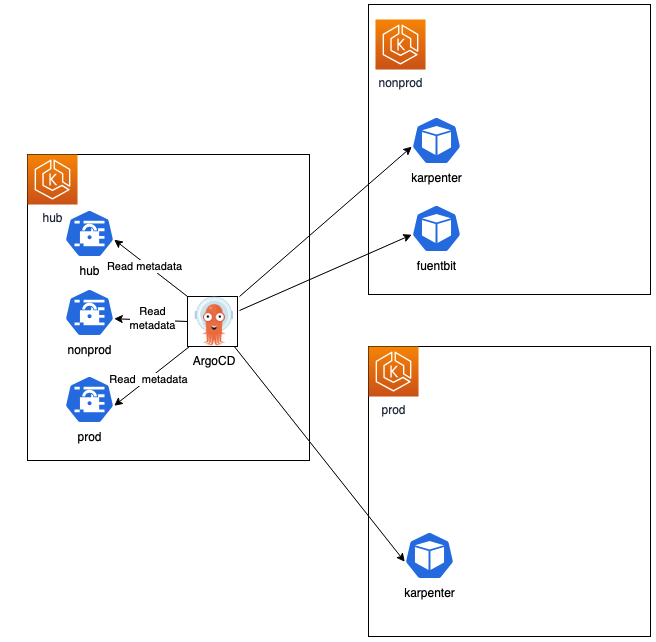 nonprod
karpenter
fuentbit
hub
hub
Read metadata
nonprod
Read
metadata
ArgoCD
Read metadata
prod
prod
karpenter